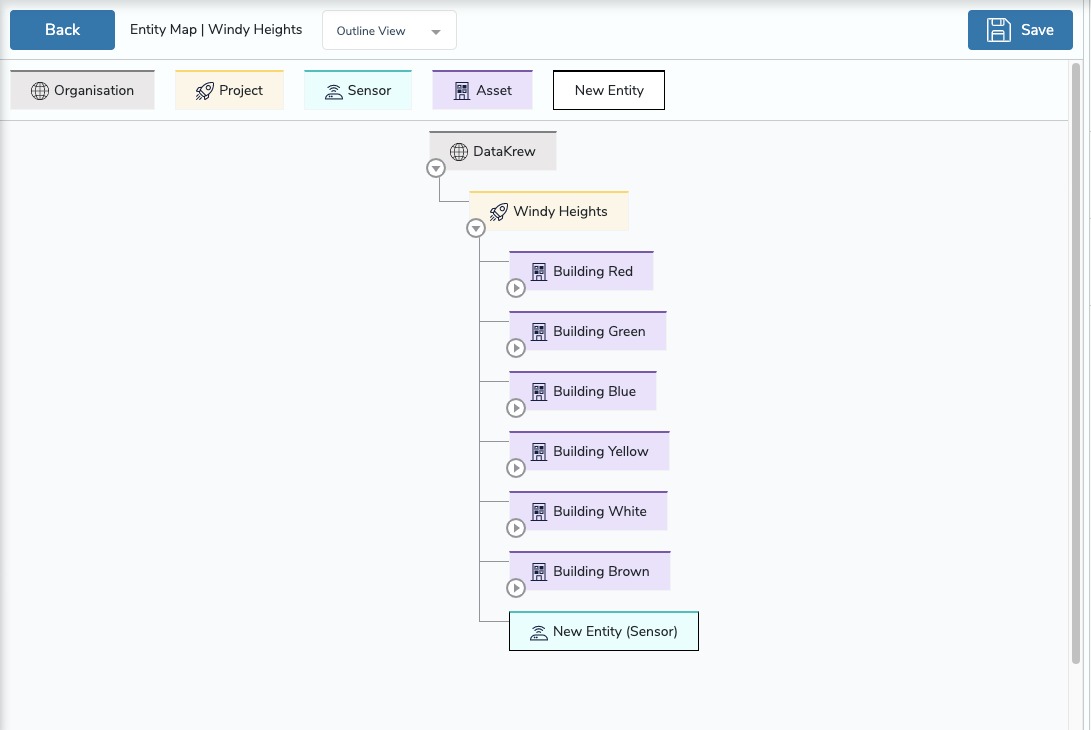 Back
Entity Map | Windy Heights
Outline View
Save
Organisation
Project
Sensor
Asset
New Entity
DataKrew
Windy Heights
Building Red
Building Green
Building Blue
Building Yellow
Building White
Building Brown
New Entity (Sensor)